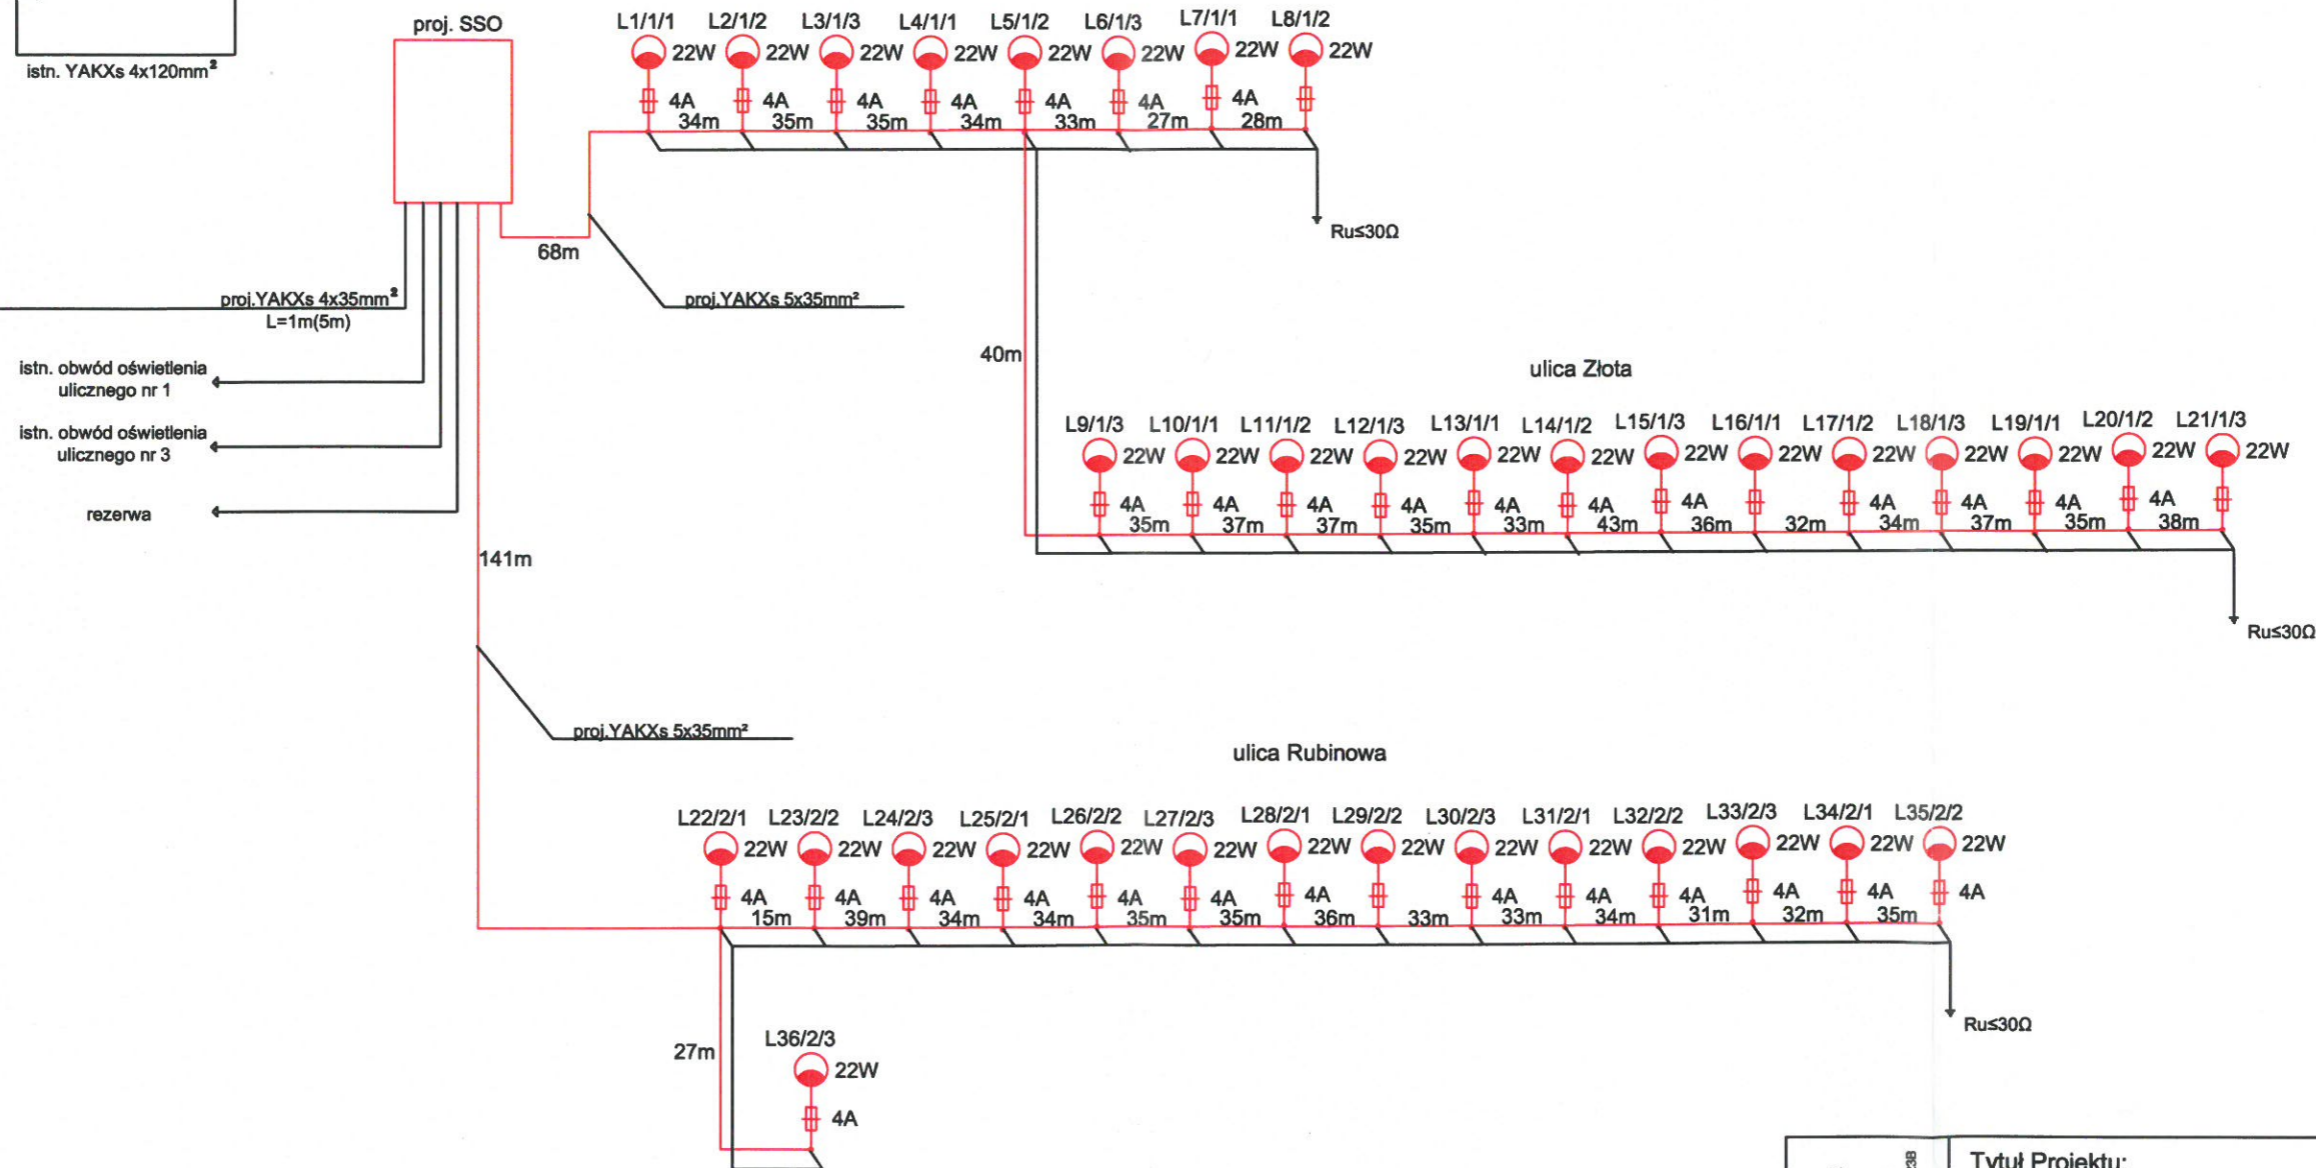 istn. YAKXs 4x120mm²
proj. SSO
L1/1/1 L2/1/2 L3/1/3 L4/1/1 L5/1/2 L6/1/3 L7/1/1 L8/1/2
22W 22W 22W 22W 22W 22W 22W 22W
4A 4A 4A 4A 4A 4A 4A
34m 35m 35m 34m 33m 27m 28m
Ru≤30Ω
68m
proj.YAKXs 4x35mm²
L=1m(5m)
proj.YAKXs 5x35mm²
istn. obwód oświetlenia
ulicznego nr 1
istn. obwód oświetlenia
ulicznego nr 3
rezerwa
40m
ulica Złota
L9/1/3 L10/1/1 L11/1/2 L12/1/3 L13/1/1 L14/1/2 L15/1/3 L16/1/1 L17/1/2 L18/1/3 L19/1/1 L20/1/2 L21/1/3
22W 22W 22W 22W 22W 22W 22W 22W 22W 22W 22W 22W 22W
4A 4A 4A 4A 4A 4A 4A 4A 4A 4A 4A
35m 37m 37m 35m 33m 43m 36m 32m 34m 37m 35m 38m
Ru≤30Ω
141m
proj.YAKXs 5x35mm²
ulica Rubinowa
L22/2/1 L23/2/2 L24/2/3 L25/2/1 L26/2/2 L27/2/3 L28/2/1 L29/2/2 L30/2/3 L31/2/1 L32/2/2 L33/2/3 L34/2/1 L35/2/2
22W 22W 22W 22W 22W 22W 22W 22W 22W 22W 22W 22W 22W 22W
4A 4A 4A 4A 4A 4A 4A 4A 4A 4A 4A 4A 4A
15m 39m 34m 34m 35m 35m 36m 33m 33m 34m 31m 32m 35m
Ru≤30Ω
27m
L36/2/3
22W
4A
Tytuł Projektu: